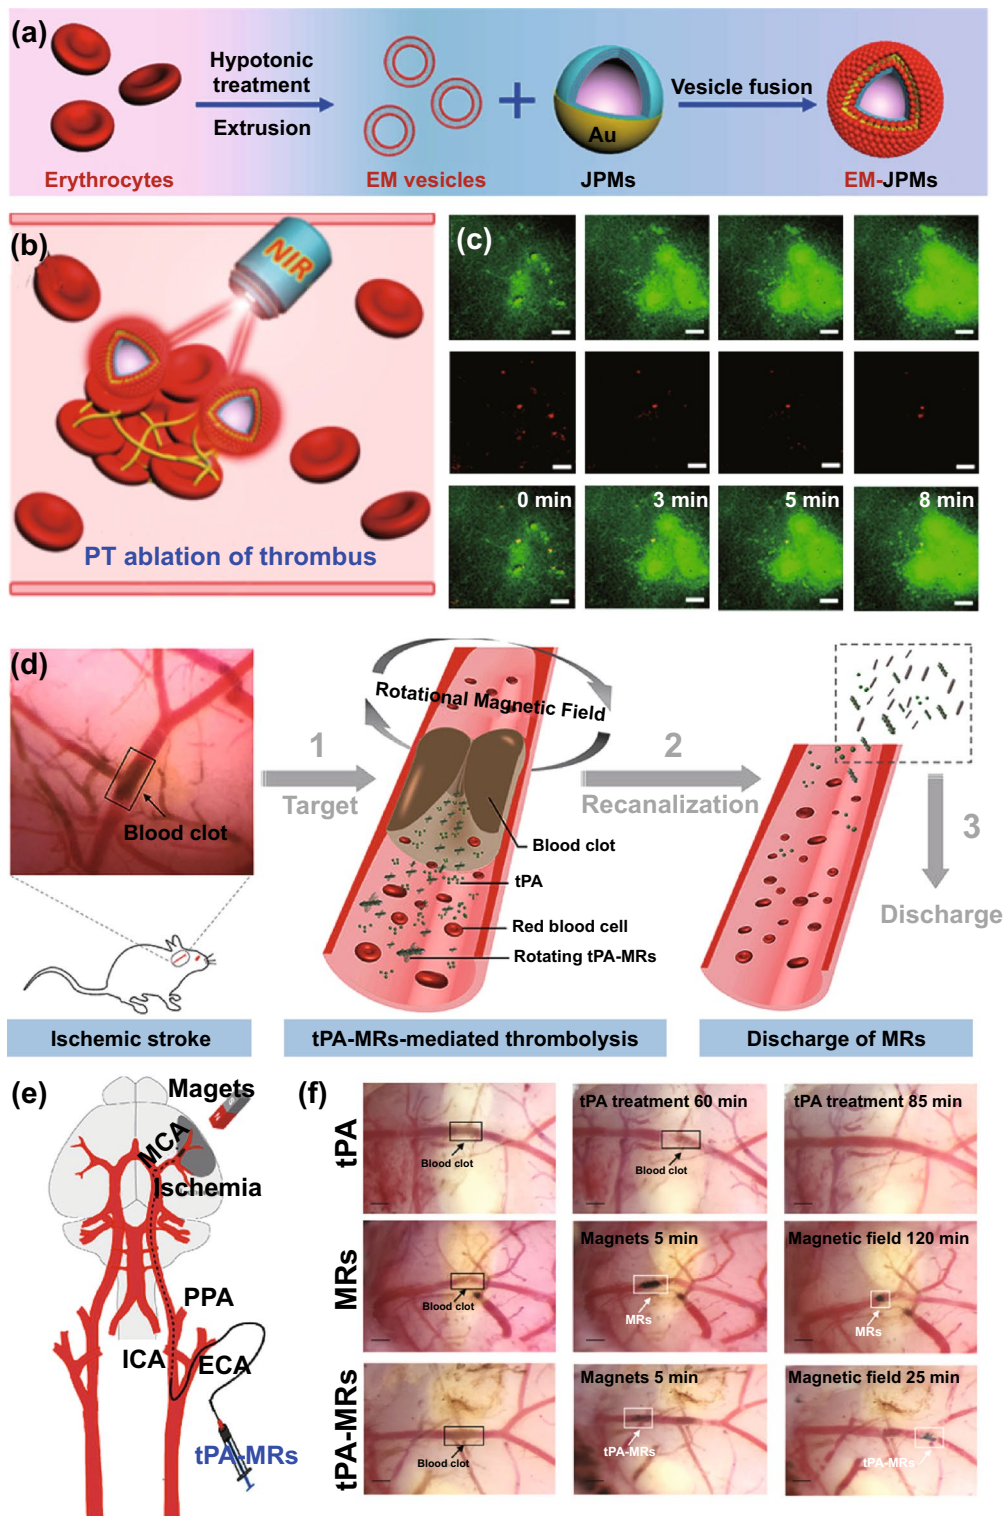 (a)
Hypotonic
treatment
Extrusion
Au
Vesicle fusion
Erythrocytes
EM vesicles
JPMs
EM-JPMs
(b)
NIR
PT ablation of thrombus
(c)
0 min
3 min
5 min
8 min
(d)
Blood clot
1
Target
Rotational Magnetic Field
Blood clot
tPA
Red blood cell
Rotating tPA-MRs
2
Recanalization
3
Discharge
Ischemic stroke
tPA-MRs-mediated thrombolysis
Discharge of MRs
(e)
Magets
MCA
Ischemia
PPA
ICA
ECA
tPA-MRs
(f)
tPA
Blood clot
tPA treatment 60 min
Blood clot
tPA treatment 85 min
MRs
Blood clot
Magnets 5 min
MRs
Magnetic field 120 min
MRs
tPA-MRs
Blood clot
Magnets 5 min
tPA-MRs
Magnetic field 25 min
tPA-MRs